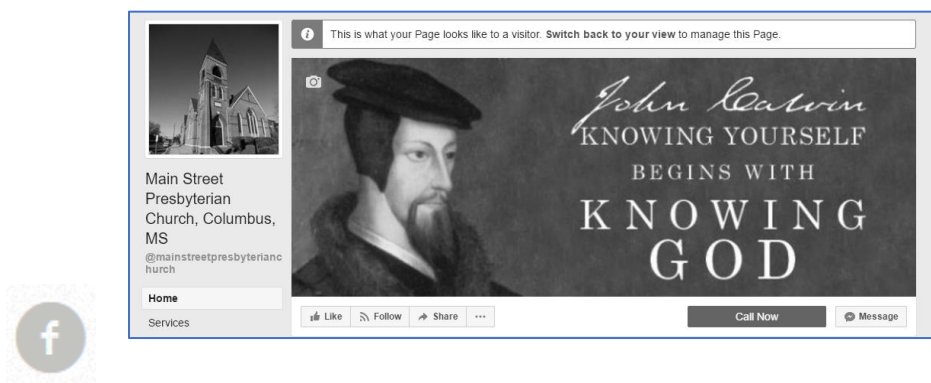 This is what your Page looks like to a visitor. Switch back to your view to manage this Page.
John Calvin
KNOWING YOURSELF
BEGINS WITH
KNOWING
GOD
Main Street
Presbyterian
Church, Columbus,
MS
@mainstreetpresbyterianc
hurch
Home
Services
Like Follow Share ...
Call Now Message
f